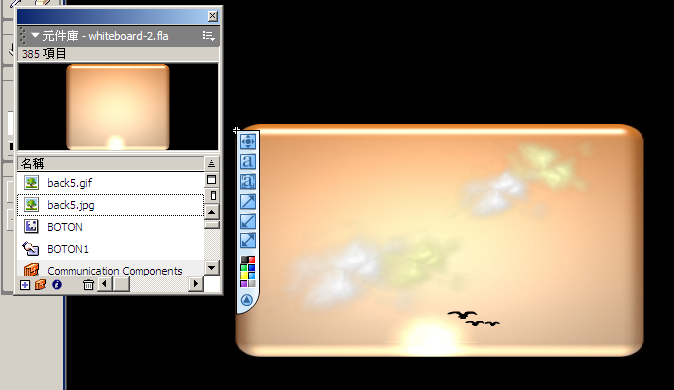 元件庫 - whiteboard-2.fla
385 項目
名稱
back5.gif
back5.jpg
BOTON
BOTON1
Communication Components
a
a